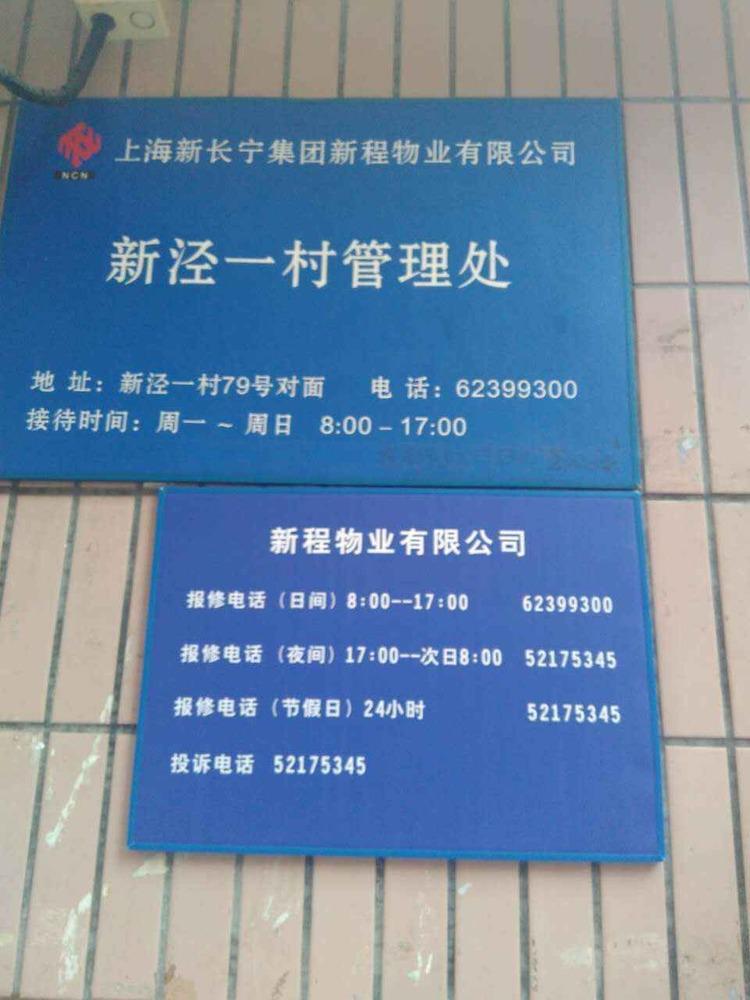 上海新长宁集团新程物业有限公司
NCN
新泾一村管理处
地 址：新泾一村79号对面 电 话：62399300
接待时间：周一 ~ 周日 8:00 – 17:00
新程物业有限公司
报修电话（日间）8:00--17:00 62399300
报修电话（夜间）17:00--次日8:00 52175345
报修电话（节假日）24小时 52175345
投诉电话 52175345